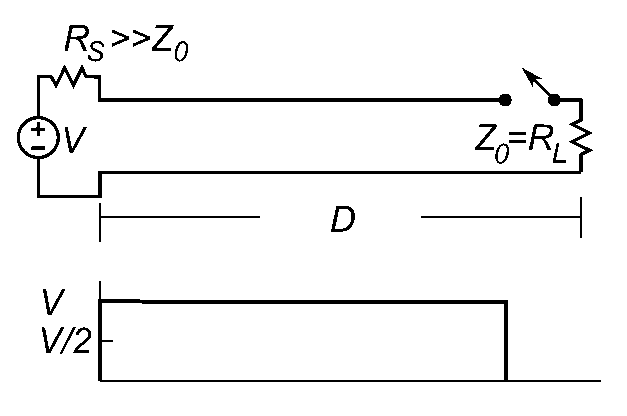 R_S>>Z_0
+
V
−
Z_0=R_L
D
V
V/2